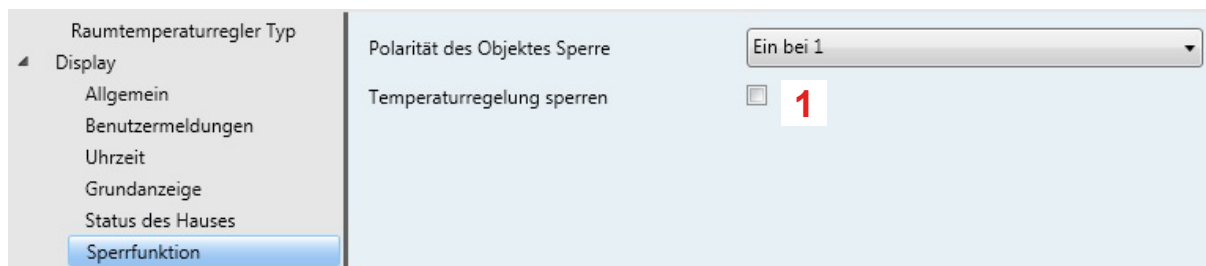 Raumtemperaturregler Typ
Display
Allgemein
Benutzermeldungen
Uhrzeit
Grundanzeige
Status des Hauses
Sperrfunktion
Polarität des Objektes Sperre
Ein bei 1
Temperaturregelung sperren
1